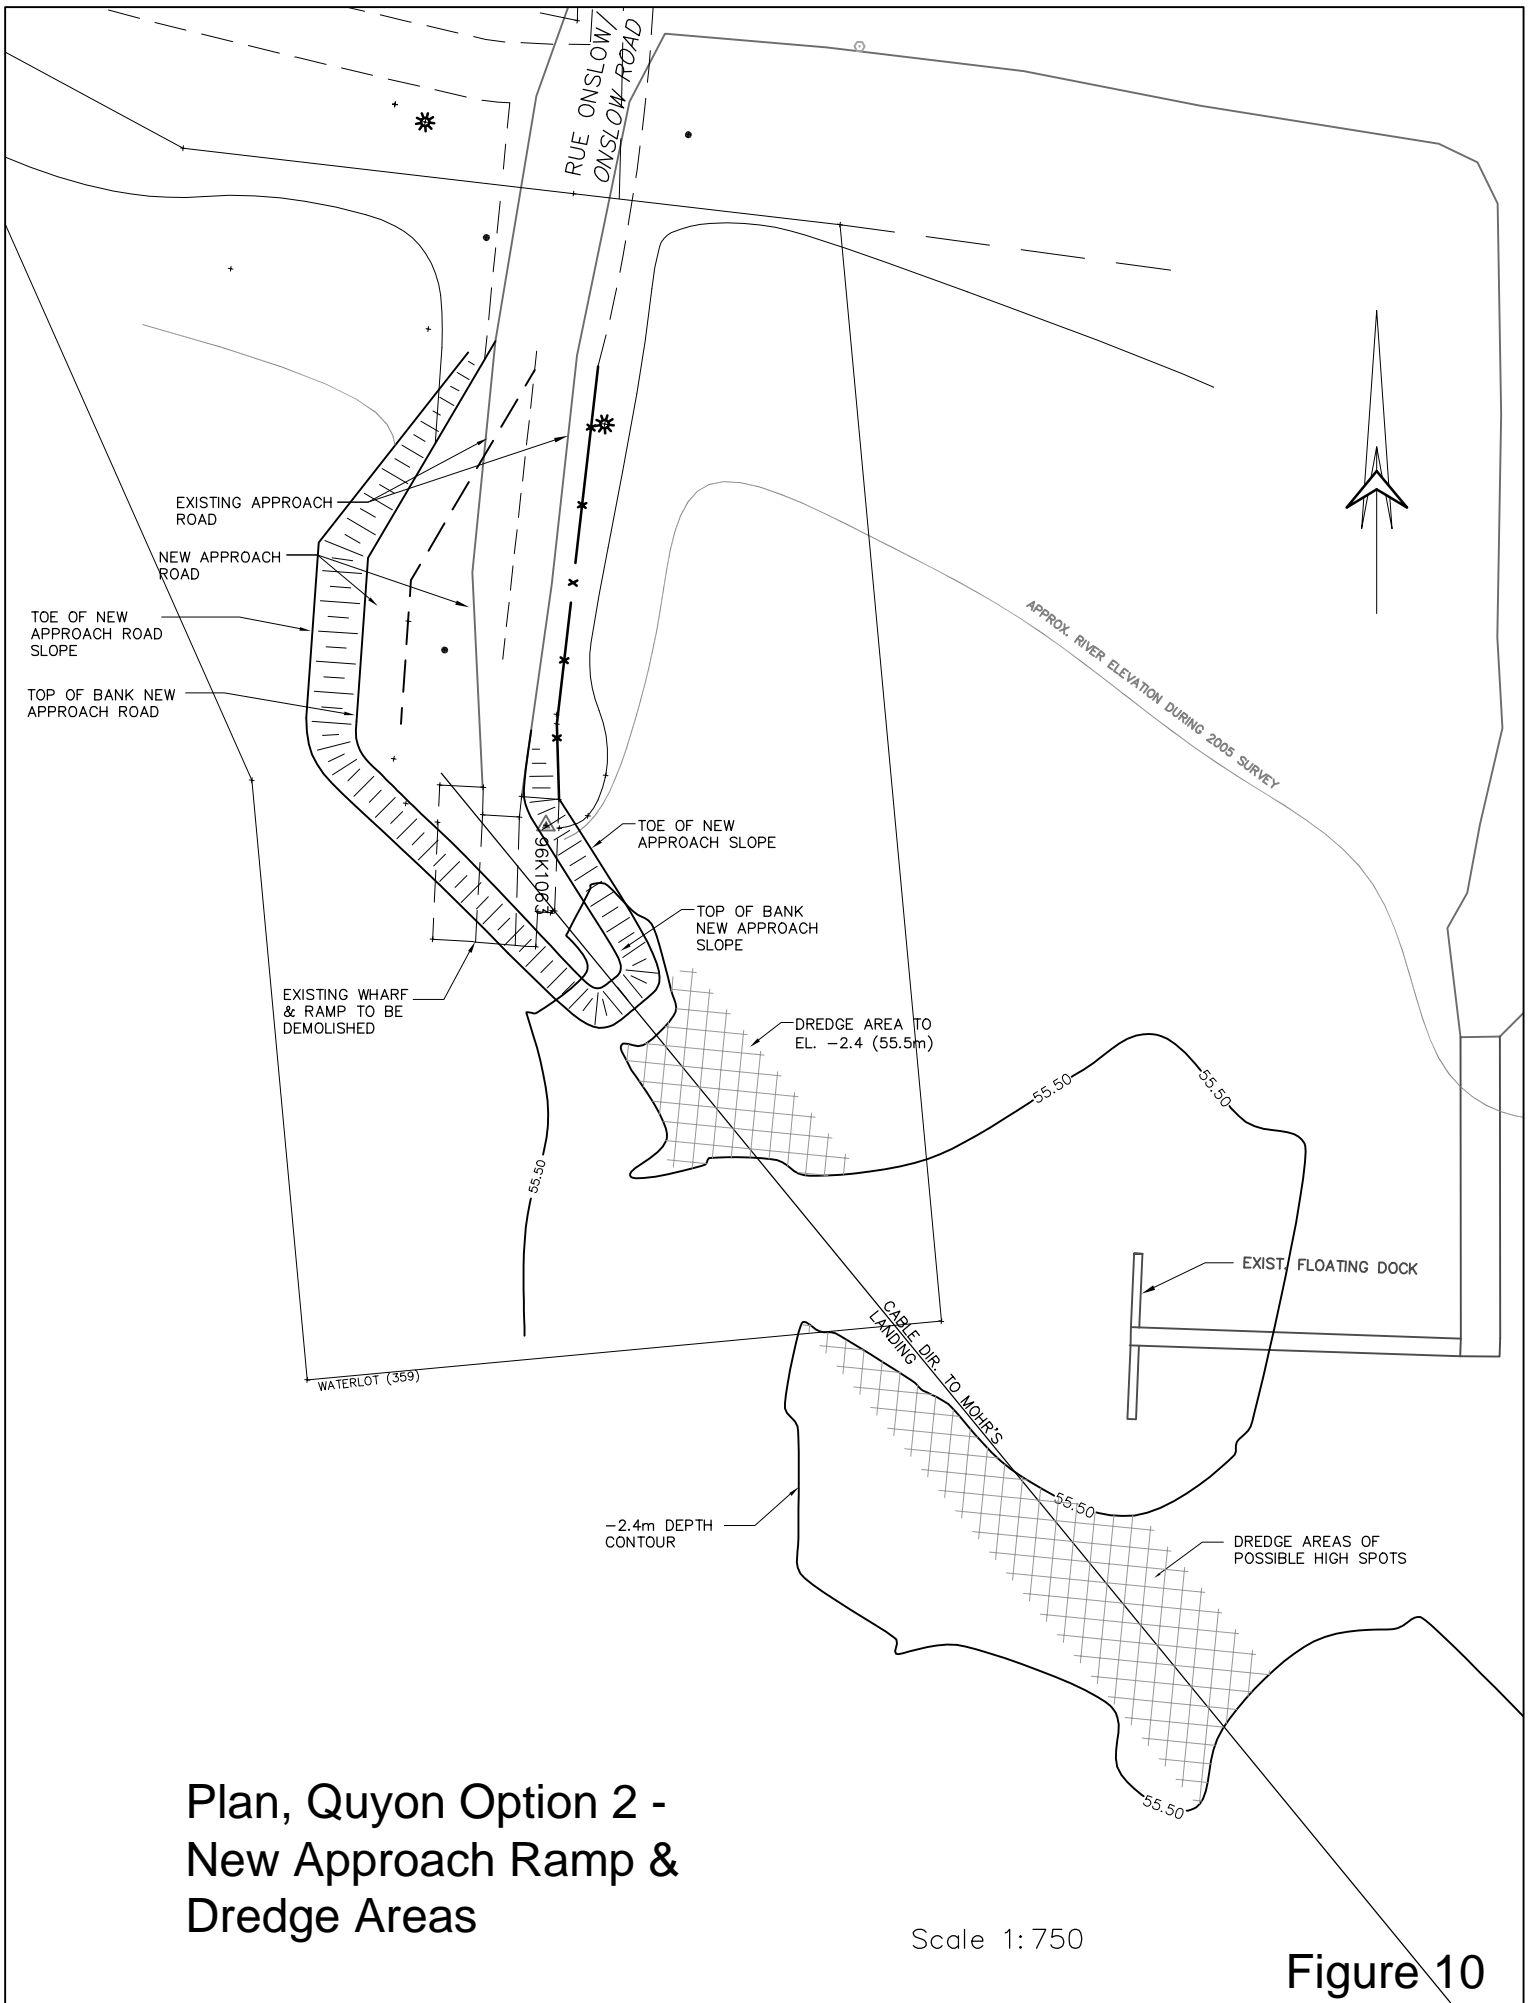 RUE ONSLOW/
ONSLOW ROAD
EXISTING APPROACH
ROAD
NEW APPROACH
ROAD
TOE OF NEW
APPROACH ROAD
SLOPE
TOP OF BANK NEW
APPROACH ROAD
APPROX. RIVER ELEVATION DURING 2005 SURVEY
TOE OF NEW
APPROACH SLOPE
96K1063
TOP OF BANK
NEW APPROACH
SLOPE
EXISTING WHARF
& RAMP TO BE
DEMOLISHED
DREDGE AREA TO
EL. -2.4 (55.5m)
55.50
55.50
55.50
EXIST. FLOATING DOCK
CABLE DIR. TO MOHR'S
LANDING
WATERLOT (359)
55.50
-2.4m DEPTH
CONTOUR
DREDGE AREAS OF
POSSIBLE HIGH SPOTS
55.50
Plan, Quyon Option 2 -
New Approach Ramp &
Dredge Areas
Scale 1:750
Figure 10